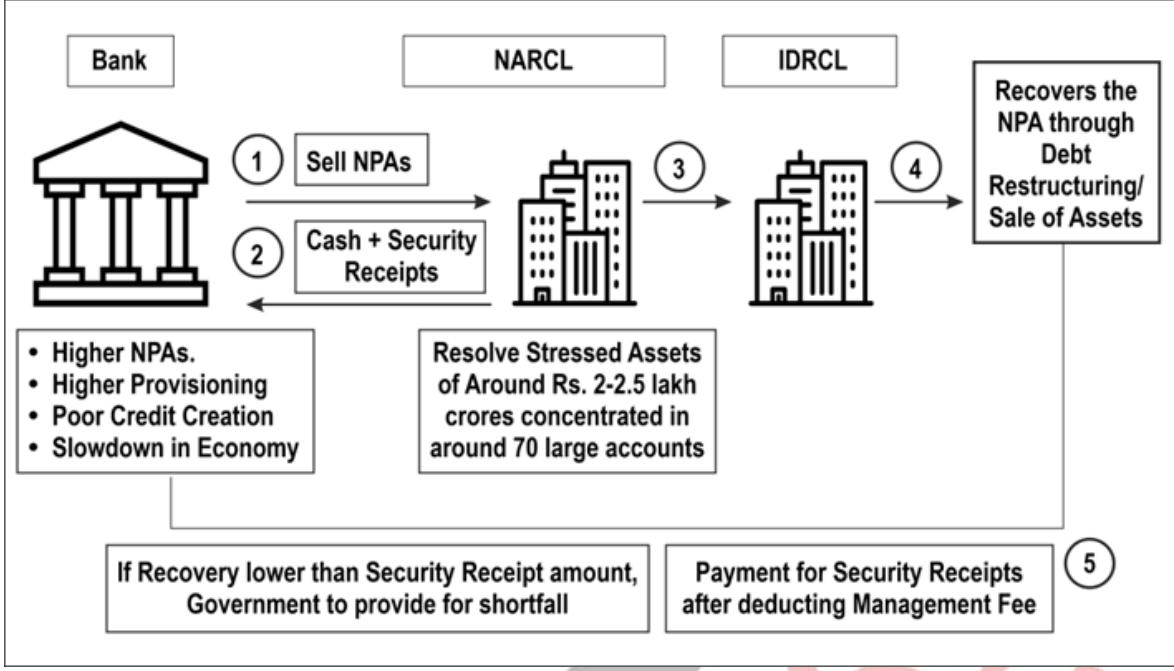 Bank
NARCL
IDRCL
Recovers the
NPA through
Debt
Restructuring/
Sale of Assets
1
Sell NPAs
3
4
2
Cash + Security
Receipts
• Higher NPAs.
• Higher Provisioning
• Poor Credit Creation
• Slowdown in Economy
Resolve Stressed Assets
of Around Rs. 2-2.5 lakh
crores concentrated in
around 70 large accounts
If Recovery lower than Security Receipt amount,
Government to provide for shortfall
Payment for Security Receipts
after deducting Management Fee
5